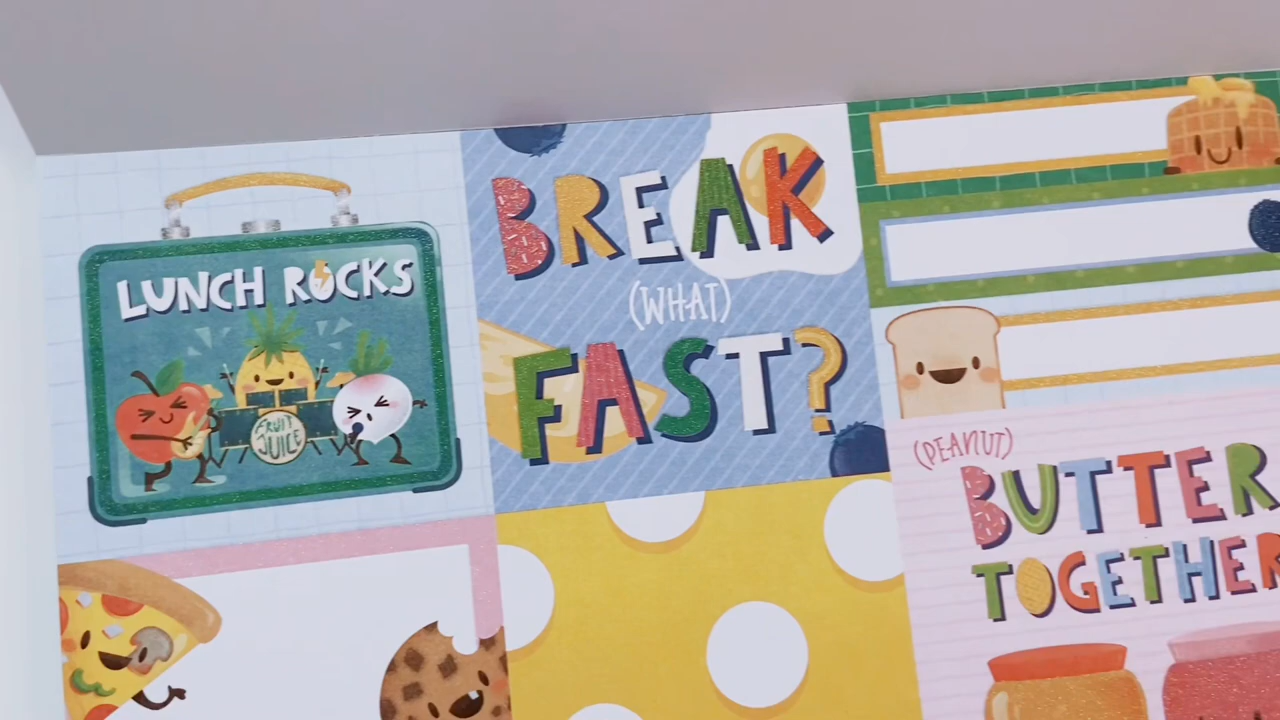 LUNCH ROCKS
FRUIT
JUICE
BREAK
(WHAT)
FAST?
(PEANUT)
BUTTER
TOGETHER